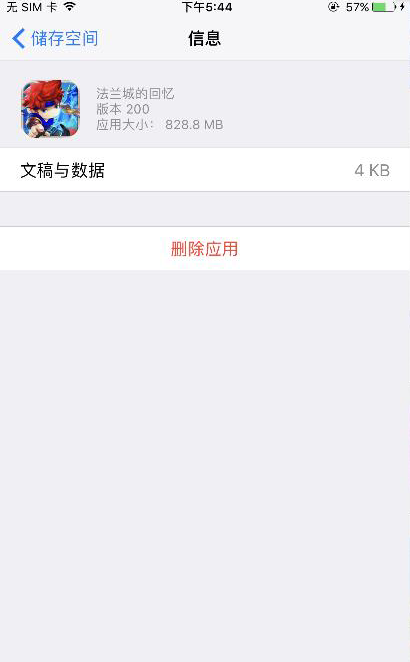 无 SIM 卡 下午5:44 57%
储存空间 信息
法兰城的回忆
版本 200
应用大小： 828.8 MB
文稿与数据 4 KB
删除应用